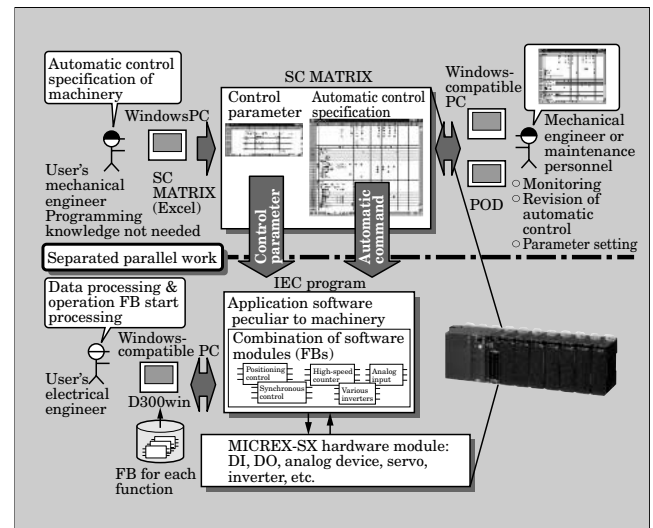 Automatic control
specification of
machinery
WindowsPC
User's
mechanical
engineer
Programming
knowledge not needed
SC
MATRIX
(Excel)
SC MATRIX
Control
parameter
Automatic control
specification
Windows-
compatible
PC
POD
Mechanical
engineer or
maintenance
personnel
○ Monitoring
○ Revision of
automatic
control
○ Parameter setting
Control
parameter
Automatic
command
Separated parallel work
Data processing &
operation FB start
processing
Windows-
compatible PC
User's
electrical
engineer
D300win
FB for each
function
IEC program
Application software
peculiar to machinery
Combination of software
modules (FBs)
Positioning
control
High-speed
counter
Analog
input
Synchronous
control
Various
inverters
MICREX-SX hardware module:
DI, DO, analog device, servo,
inverter, etc.